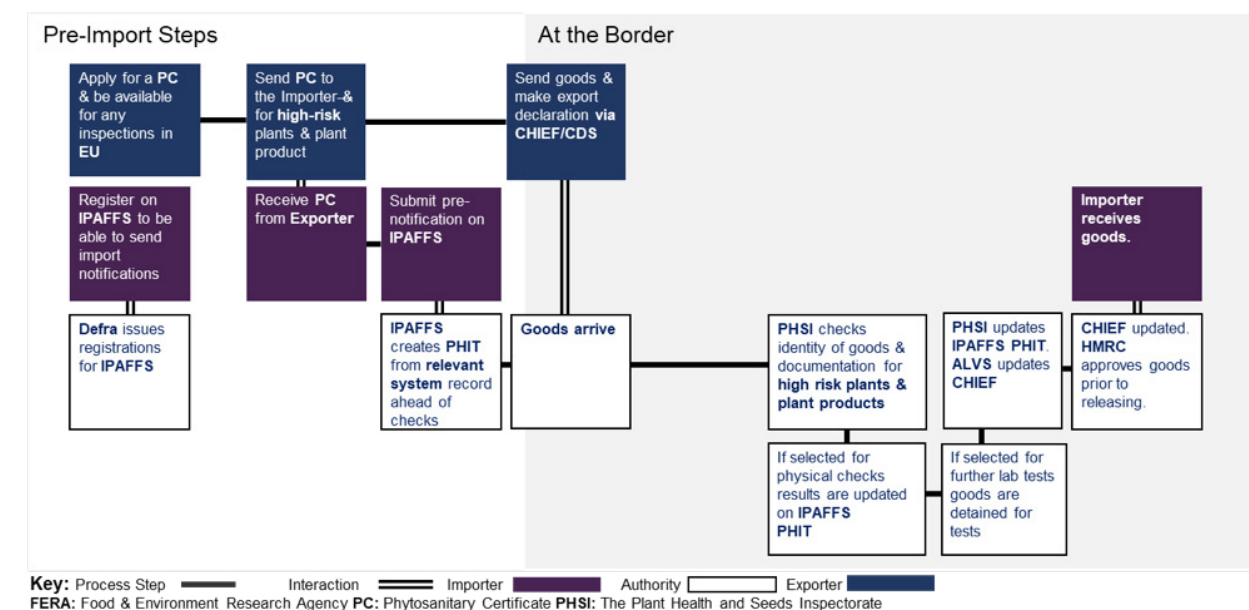 Pre-Import Steps
At the Border
Apply for a PC
& be available
for any
inspections in
EU
Send PC to
the Importer &
for high-risk
plants & plant
product
Send goods &
make export
declaration via
CHIEF/CDS
Register on
IPAFFS to be
able to send
import
notifications
Receive PC
from Exporter
Submit pre-
notification on
IPAFFS
Importer
receives
goods.
Defra issues
registrations
for IPAFFS
IPAFFS
creates PHIT
from relevant
system record
ahead of
checks
Goods arrive
PHSI checks
identity of goods &
documentation for
high risk plants &
plant products
PHSI updates
IPAFFS PHIT.
ALVS updates
CHIEF
CHIEF updated.
HMRC
approves goods
prior to
releasing.
If selected for
physical checks
results are updated
on IPAFFS
PHIT
If selected for
further lab tests
goods are
detained for
tests
Key: Process Step Interaction Importer Authority Exporter
FERA: Food & Environment Research Agency PC: Phytosanitary Certificate PHSI: The Plant Health and Seeds Inspectorate